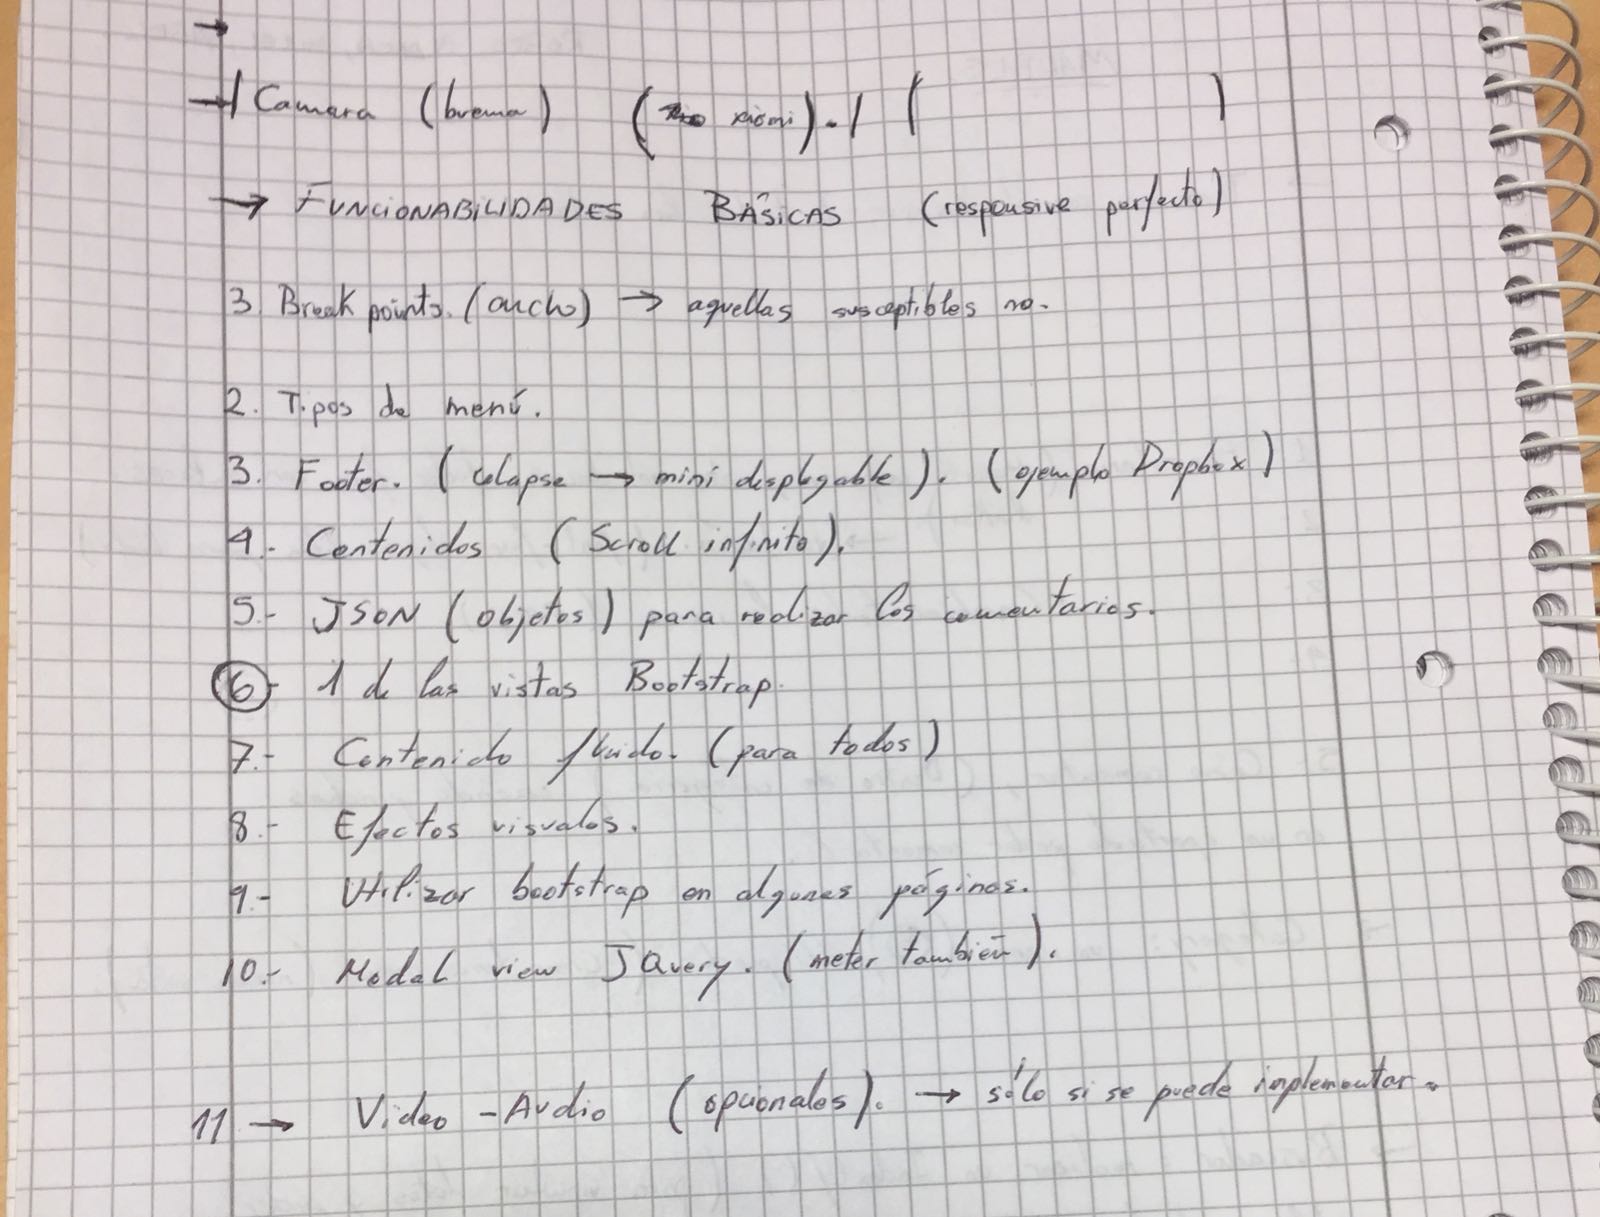 →
→/ Camara (buena) ( xiomi). / ( )
→ FUNCIONABILIDADES BÁSICAS (responsive perfecto)
3 Break points. (ancho) → aquellas susceptibles no.
2. Tipos de menú.
3. Footer. ( colapse → mini desplegable ). (ejemplo Dropbox)
4.- Contenidos (Scroll infinito).
5.- JSON (objetos) para realizar los comentarios.
6- 1 de las vistas Bootstrap.
7.- Contenido fluido. (para todos)
8.- Efectos visuales.
9.- Utilizar bootstrap en algunas páginas.
10.- Modal view JQuery. (meter también).
11 → Video - Audio (opcionales). → sólo si se puede implementar.